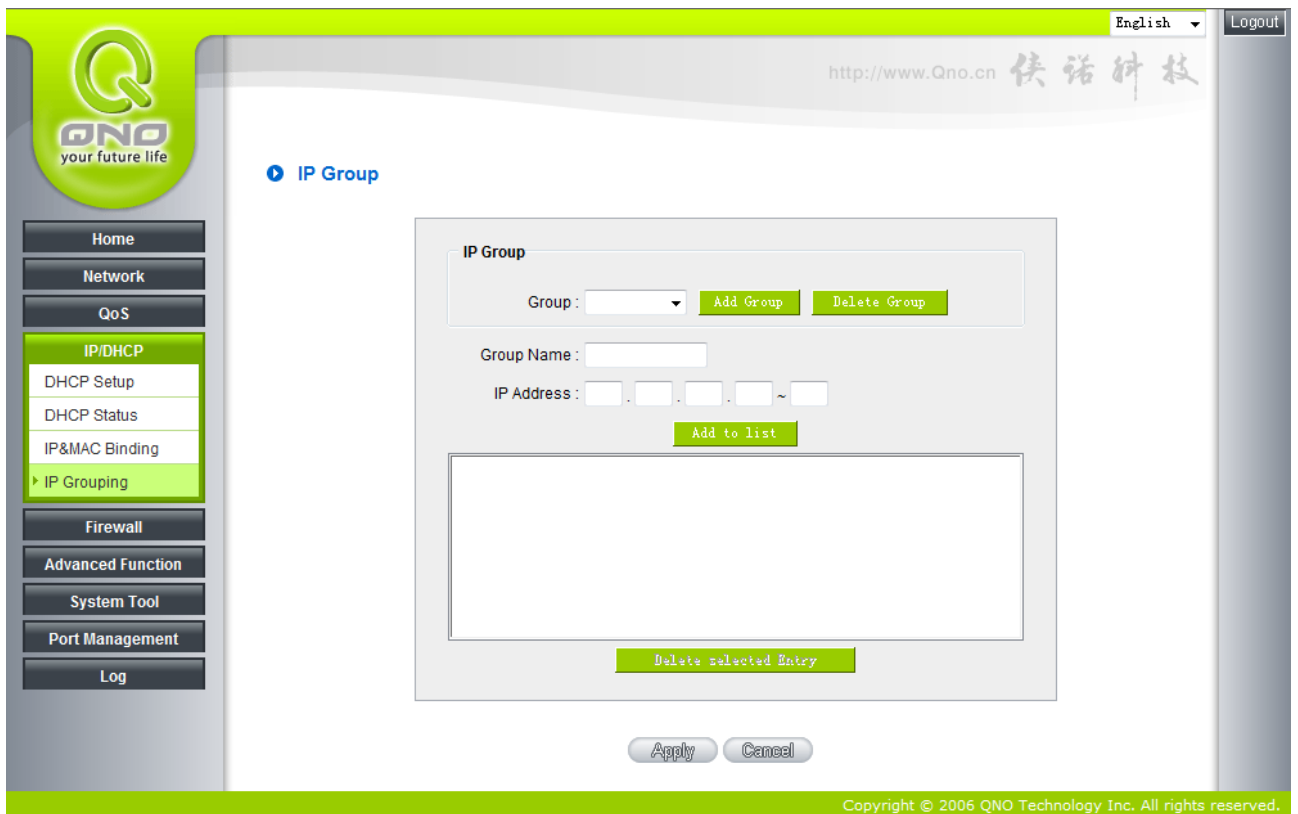 English
Logout
QNO
your future life
http://www.Qno.cn 侠诺科技
IP Group
Home
Network
QoS
IP/DHCP
DHCP Setup
DHCP Status
IP&MAC Binding
IP Grouping
Firewall
Advanced Function
System Tool
Port Management
Log
IP Group
Group :
Add Group
Delete Group
Group Name :
IP Address : . . . ~
Add to list
Delete selected Entry
Apply
Cancel
Copyright © 2006 QNO Technology Inc. All rights reserved.